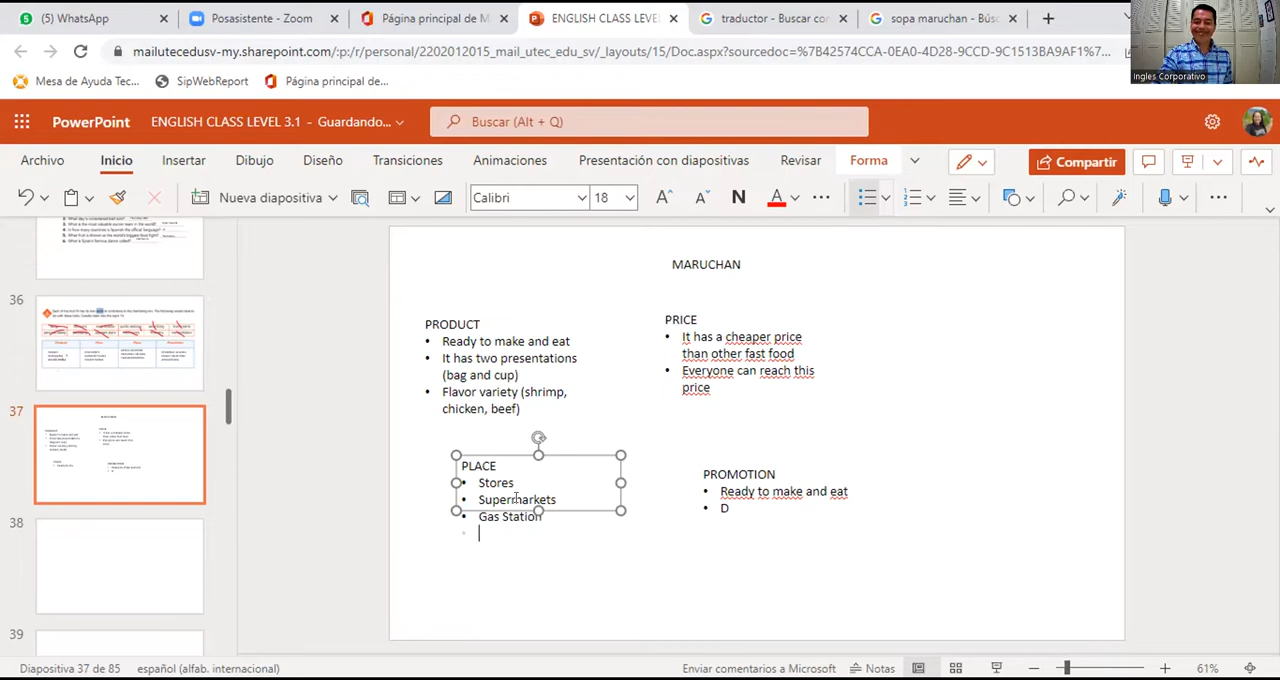 (5) WhatsApp
Posasistente - Zoom
Página principal de M
ENGLISH CLASS LEVEL
traductor - Buscar con
sopa maruchan - Bús
mailutecedusv-my.sharepoint.com/:p:/r/personal/2202012015_mail_utec_edu_sv/_layouts/15/Doc.aspx?sourcedoc=%7B42574CCA-0EA0-4D28-9CCD-9C1513BA9AF1%7...
Mesa de Ayuda Tec...
SipWebReport
Página principal de...
Ingles Corporativo
PowerPoint
ENGLISH CLASS LEVEL 3.1 - Guardando...
Buscar (Alt + Q)
Archivo
Inicio
Insertar
Dibujo
Diseño
Transiciones
Animaciones
Presentación con diapositivas
Revisar
Forma
Compartir
Nueva diapositiva
Calibri
18
N
36
37
38
39
MARUCHAN
PRODUCT
• Ready to make and eat
• It has two presentations
(bag and cup)
• Flavor variety (shrimp,
chicken, beef)
PRICE
• It has a cheaper price
than other fast food
• Everyone can reach this
price
PLACE
• Stores
• Supermarkets
• Gas Station
PROMOTION
• Ready to make and eat
• D
Diapositiva 37 de 85
español (alfab. internacional)
Enviar comentarios a Microsoft
Notas
61%